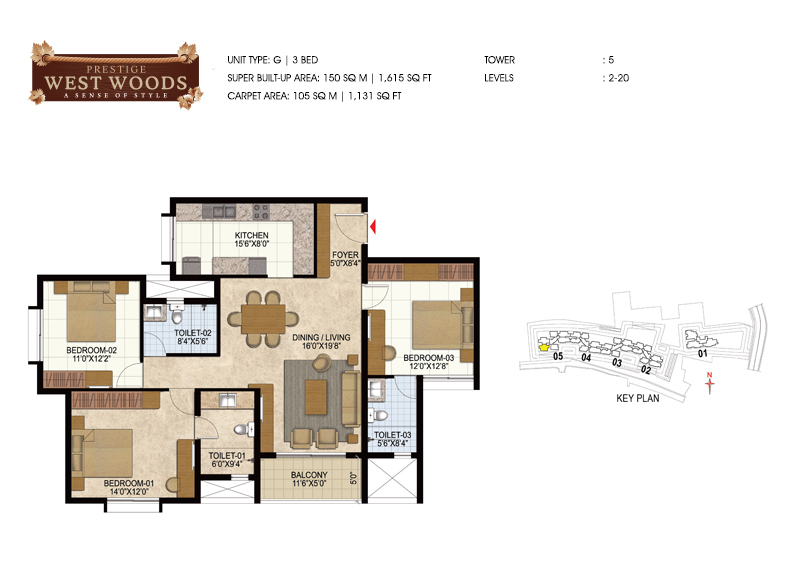 PRESTIGE
WEST WOODS
A SENSE OF STYLE
UNIT TYPE: G | 3 BED
SUPER BUILT-UP AREA: 150 SQ M | 1,615 SQ FT
CARPET AREA: 105 SQ M | 1,131 SQ FT
TOWER : 5
LEVELS : 2-20
KITCHEN
15'6"X8'0"
FOYER
5'0"X8'4"
TOILET-02
8'4"X5'6"
BEDROOM-02
11'0"X12'2"
DINING / LIVING
16'0"X19'8"
BEDROOM-03
12'0"X12'8"
TOILET-03
5'6"X8'4"
TOILET-01
6'0"X9'4"
BEDROOM-01
14'0"X12'0"
BALCONY
11'6"X5'0"
5'0"
05
04
03
02
01
N
KEY PLAN